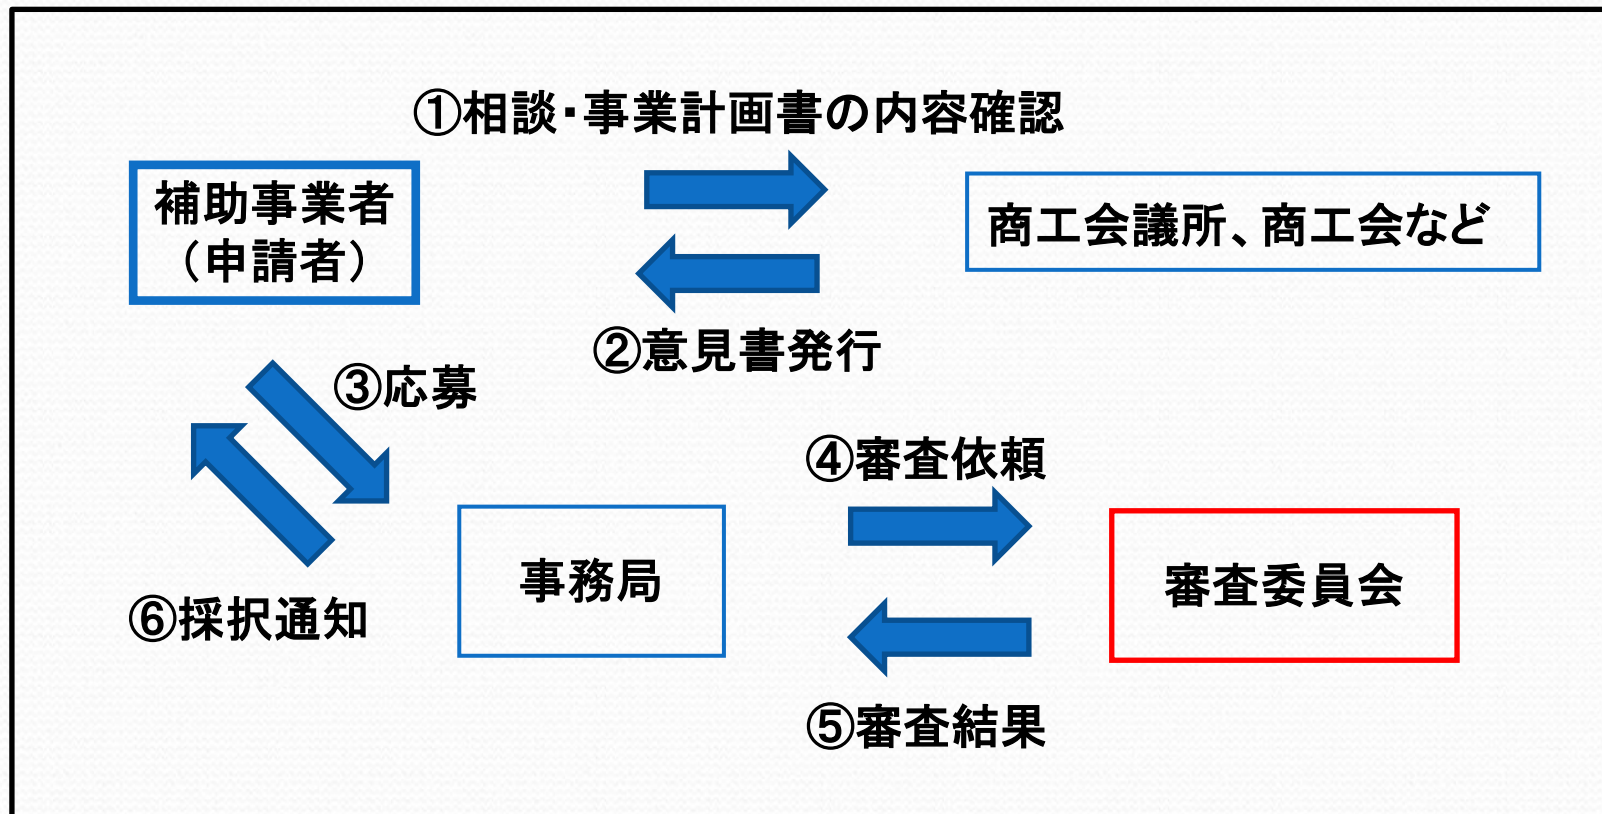 ①相談・事業計画書の内容確認
補助事業者
（申請者）
商工会議所、商工会など
②意見書発行
③応募
④審査依頼
事務局
審査委員会
⑥採択通知
⑤審査結果